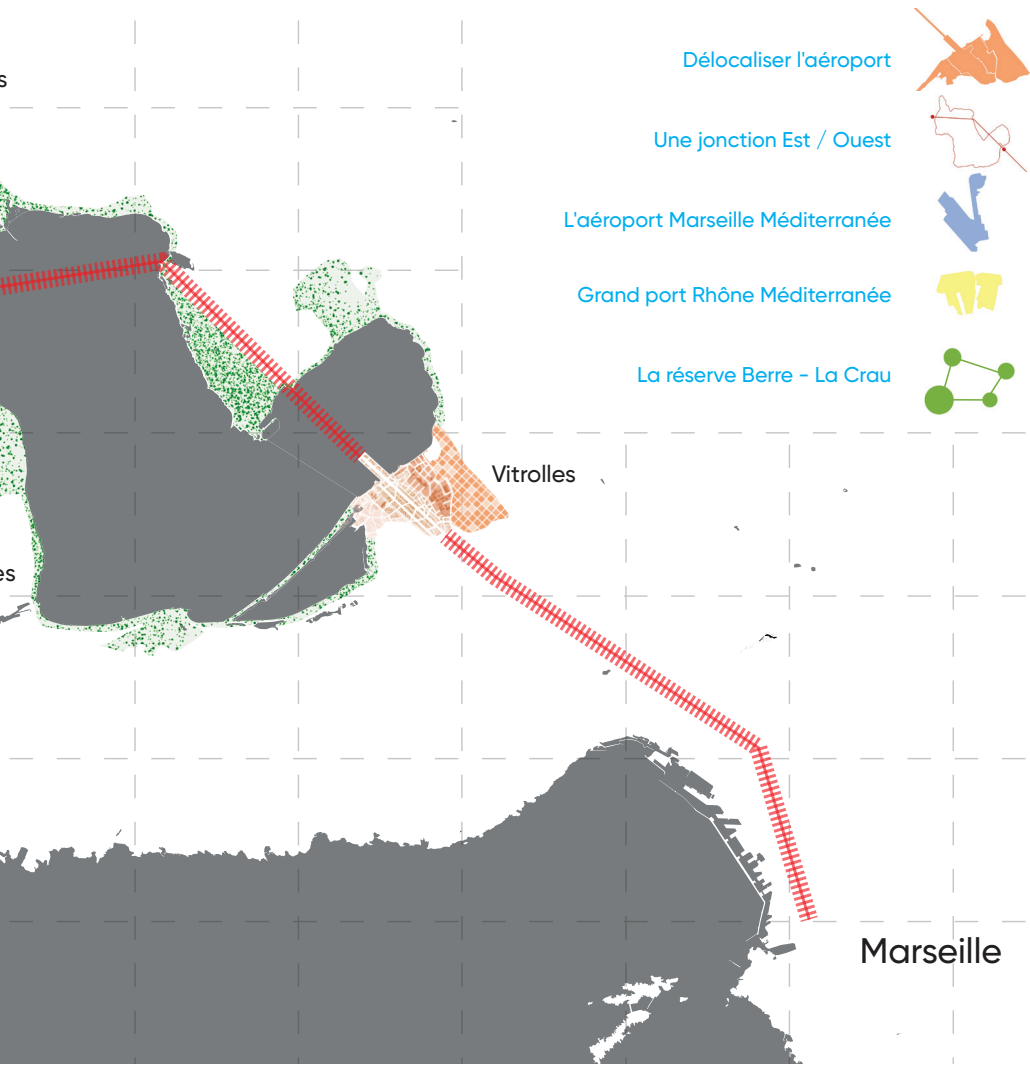 Délocaliser l'aéroport
s
Une jonction Est / Ouest
L'aéroport Marseille Méditerranée
Grand port Rhône Méditerranée
La réserve Berre - La Crau
Vitrolles
es
Marseille